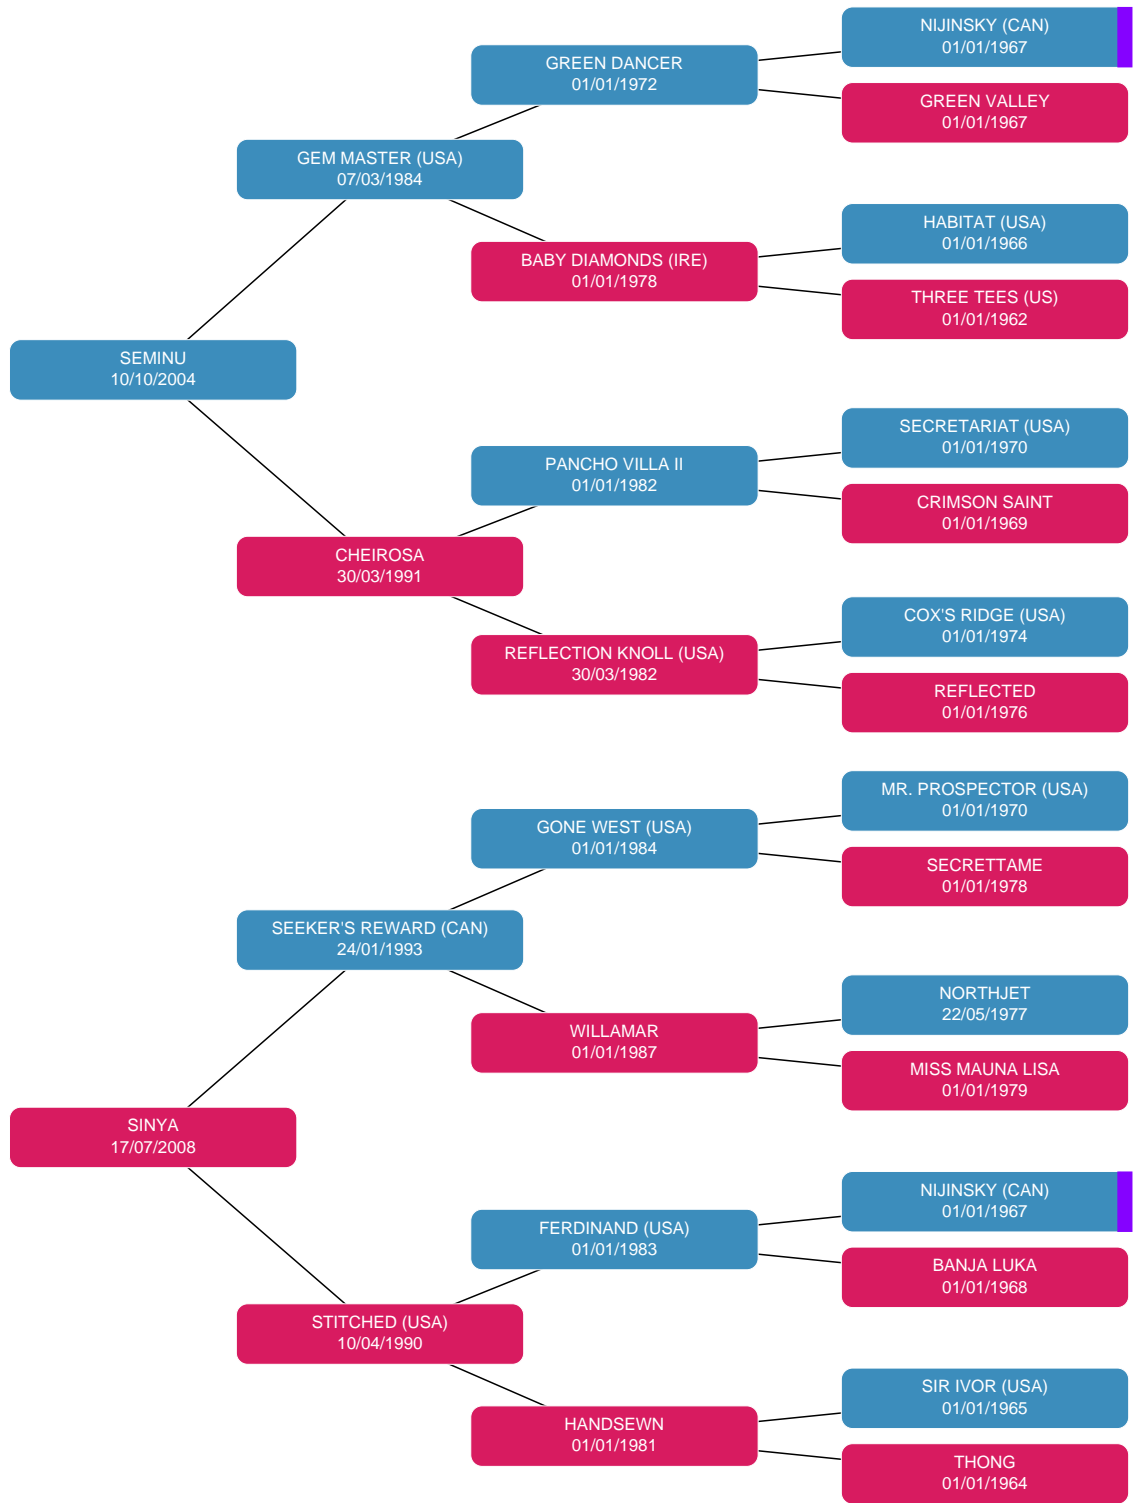 NIJINSKY (CAN)
01/01/1967
GREEN DANCER
01/01/1972
GREEN VALLEY
01/01/1967
GEM MASTER (USA)
07/03/1984
HABITAT (USA)
01/01/1966
BABY DIAMONDS (IRE)
01/01/1978
THREE TEES (US)
01/01/1962
SEMINU
10/10/2004
SECRETARIAT (USA)
01/01/1970
PANCHO VILLA II
01/01/1982
CRIMSON SAINT
01/01/1969
CHEIROSA
30/03/1991
COX'S RIDGE (USA)
01/01/1974
REFLECTION KNOLL (USA)
30/03/1982
REFLECTED
01/01/1976
MR. PROSPECTOR (USA)
01/01/1970
GONE WEST (USA)
01/01/1984
SECRETTAME
01/01/1978
SEEKER'S REWARD (CAN)
24/01/1993
NORTHJET
22/05/1977
WILLAMAR
01/01/1987
MISS MAUNA LISA
01/01/1979
SINYA
17/07/2008
NIJINSKY (CAN)
01/01/1967
FERDINAND (USA)
01/01/1983
BANJA LUKA
01/01/1968
STITCHED (USA)
10/04/1990
SIR IVOR (USA)
01/01/1965
HANDSEWN
01/01/1981
THONG
01/01/1964